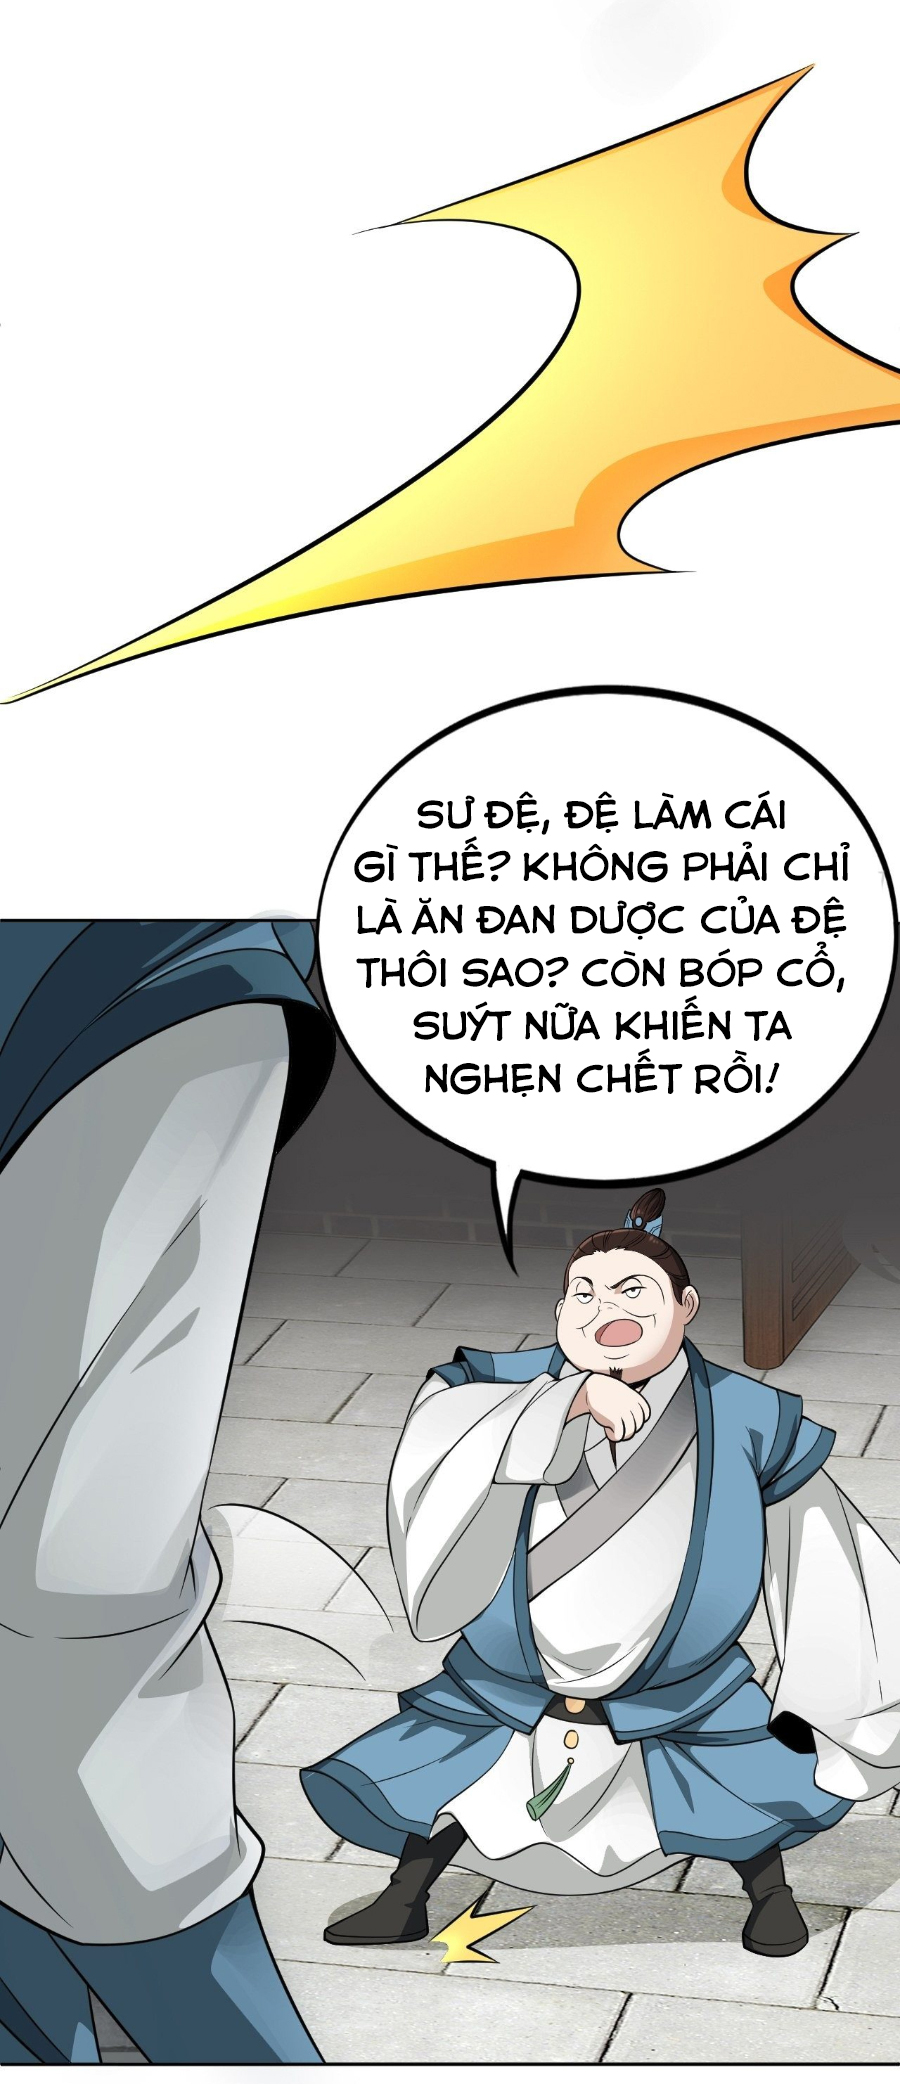 SƯ ĐỆ, ĐỆ LÀM CÁI
GÌ THẾ? KHÔNG PHẢI CHỈ
LÀ ĂN ĐAN DƯỢC CỦA ĐỆ
THÔI SAO? CÒN BÓP CỔ,
SUÝT NỮA KHIẾN TA
NGHẸN CHẾT RỒI!